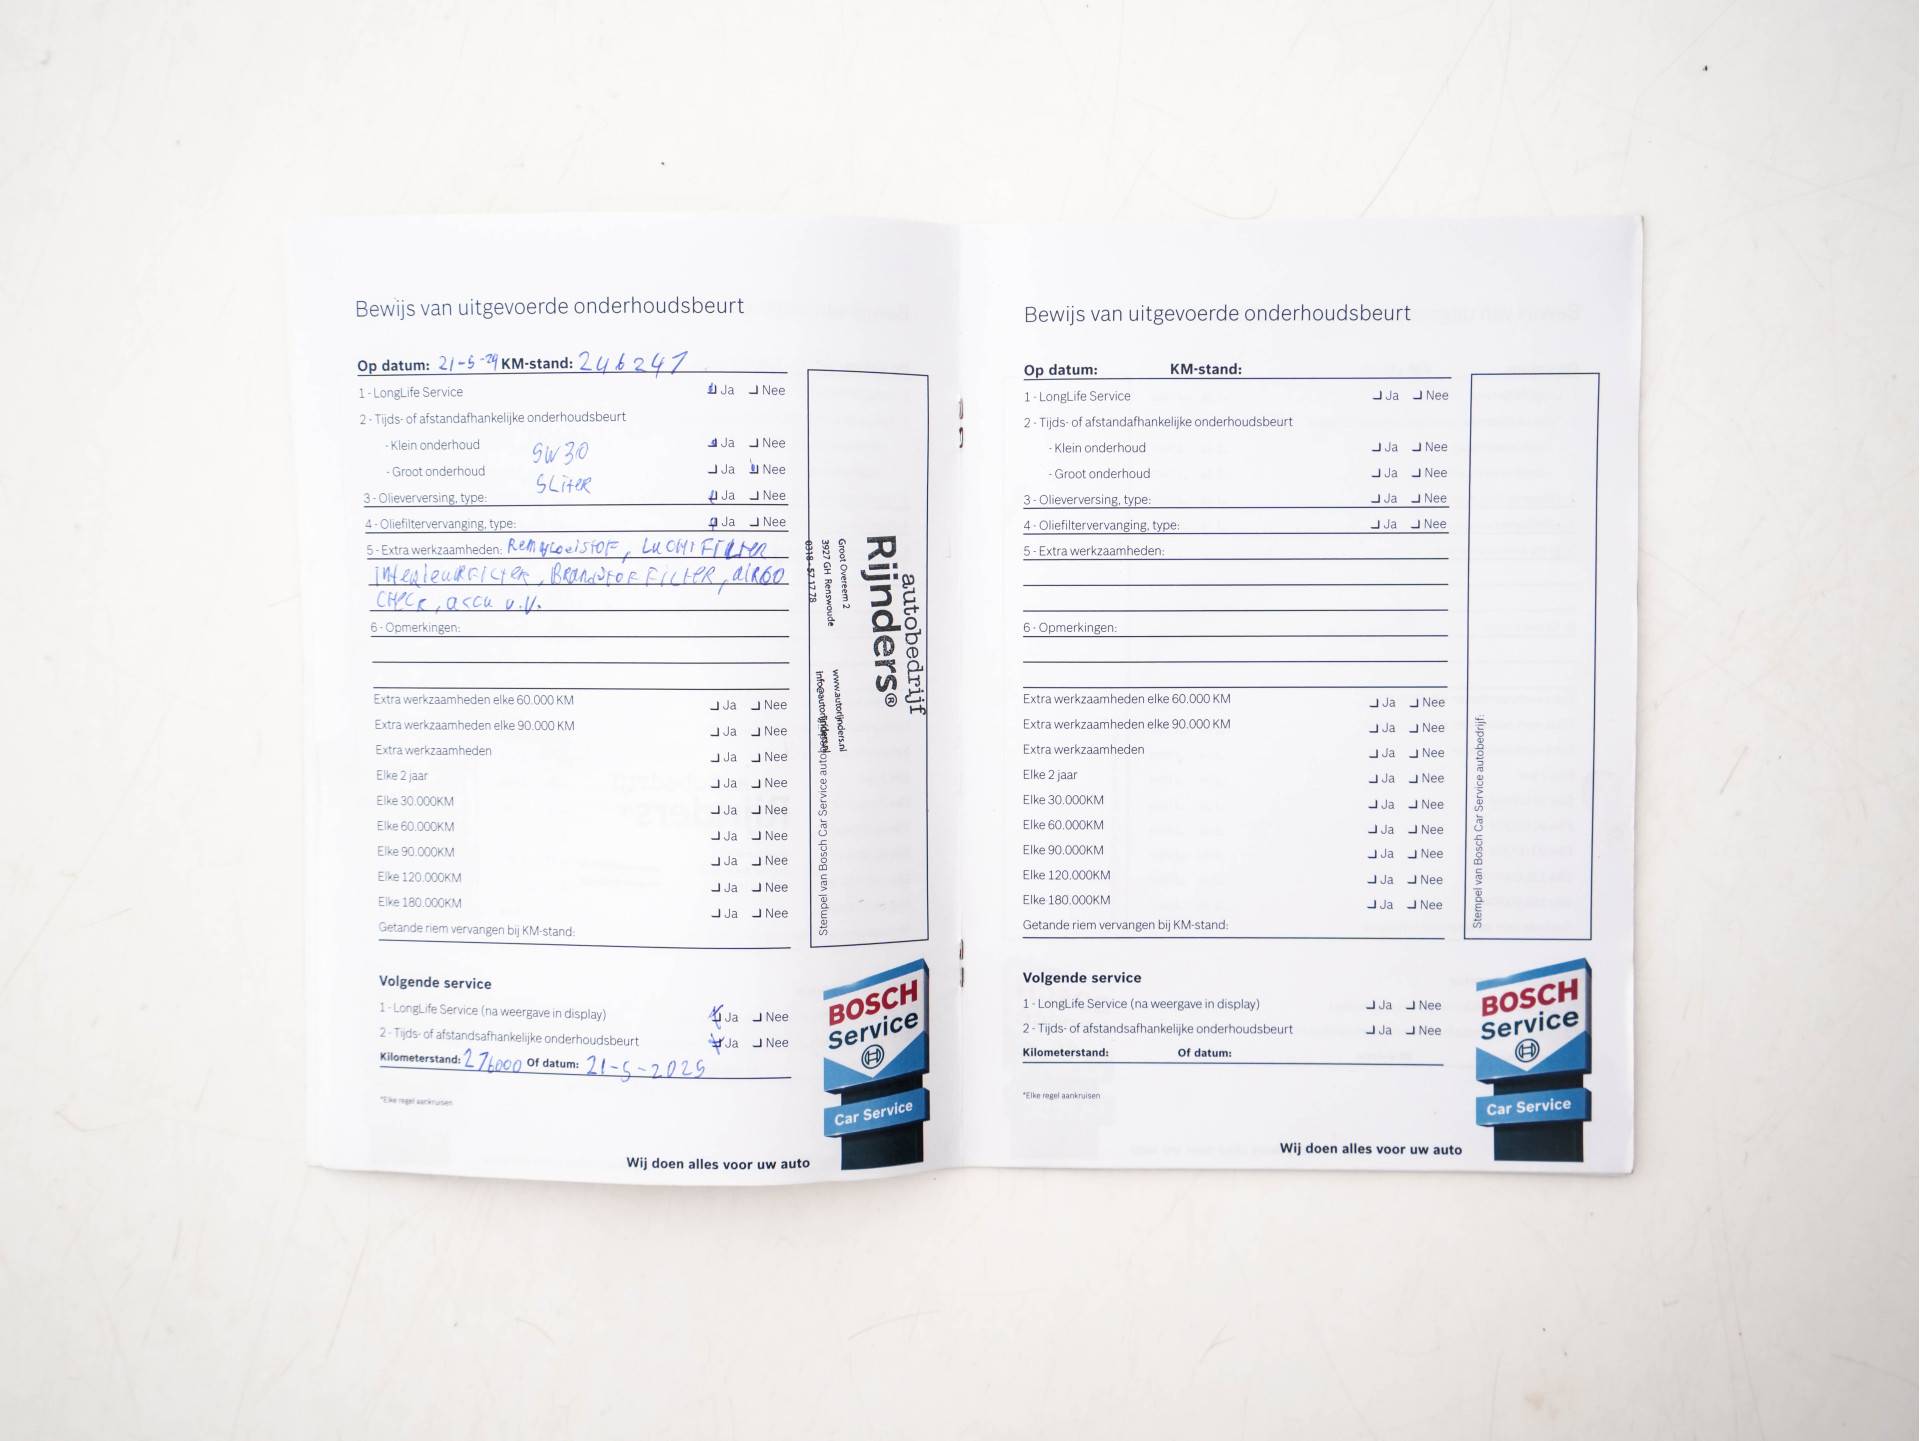 Bewijs van uitgevoerde onderhoudsbeurt
Op datum: 21-5-24 KM-stand: 246247
1 - LongLife Service Ja Nee
2 - Tijds- of afstandafhankelijke onderhoudsbeurt
- Klein onderhoud 5W30 Ja Nee
- Groot onderhoud Ja Nee
5LiteR
3 - Olieverversing, type: Ja Nee
4 - Oliefiltervervanging, type: Ja Nee
5 - Extra werkzaamheden: RemVLOEISTOF, LUCHTFILTER
INTERIEURFILTER, BRANDSTOFFILTER, AIRCO
CHECK, accu v.v.
6 - Opmerkingen:
Extra werkzaamheden elke 60.000 KM Ja Nee
Extra werkzaamheden elke 90.000 KM Ja Nee
Extra werkzaamheden Ja Nee
Elke 2 jaar Ja Nee
Elke 30.000KM Ja Nee
Elke 60.000KM Ja Nee
Elke 90.000KM Ja Nee
Elke 120.000KM Ja Nee
Elke 180.000KM Ja Nee
Getande riem vervangen bij KM-stand:
autobedrijf
Rijnders®
Groot Overeem 2
3927 GH Renswoude
0318 - 57 17 78
www.autorijnders.nl
info@autorijnders.nl
Stempel van Bosch Car Service autobedrijf:
Volgende service
1 - LongLife Service (na weergave in display) Ja Nee
2 - Tijds- of afstandsafhankelijke onderhoudsbeurt Ja Nee
Kilometerstand: 276000 Of datum: 21-5-2025
*Elke regel aankruisen
BOSCH
Service
Car Service
Wij doen alles voor uw auto
Bewijs van uitgevoerde onderhoudsbeurt
Op datum: KM-stand:
1 - LongLife Service Ja Nee
2 - Tijds- of afstandafhankelijke onderhoudsbeurt
- Klein onderhoud Ja Nee
- Groot onderhoud Ja Nee
3 - Olieverversing, type: Ja Nee
4 - Oliefiltervervanging, type: Ja Nee
5 - Extra werkzaamheden:
6 - Opmerkingen:
Extra werkzaamheden elke 60.000 KM Ja Nee
Extra werkzaamheden elke 90.000 KM Ja Nee
Extra werkzaamheden Ja Nee
Elke 2 jaar Ja Nee
Elke 30.000KM Ja Nee
Elke 60.000KM Ja Nee
Elke 90.000KM Ja Nee
Elke 120.000KM Ja Nee
Elke 180.000KM Ja Nee
Getande riem vervangen bij KM-stand:
Stempel van Bosch Car Service autobedrijf:
Volgende service
1 - LongLife Service (na weergave in display) Ja Nee
2 - Tijds- of afstandsafhankelijke onderhoudsbeurt Ja Nee
Kilometerstand: Of datum:
*Elke regel aankruisen
BOSCH
Service
Car Service
Wij doen alles voor uw auto